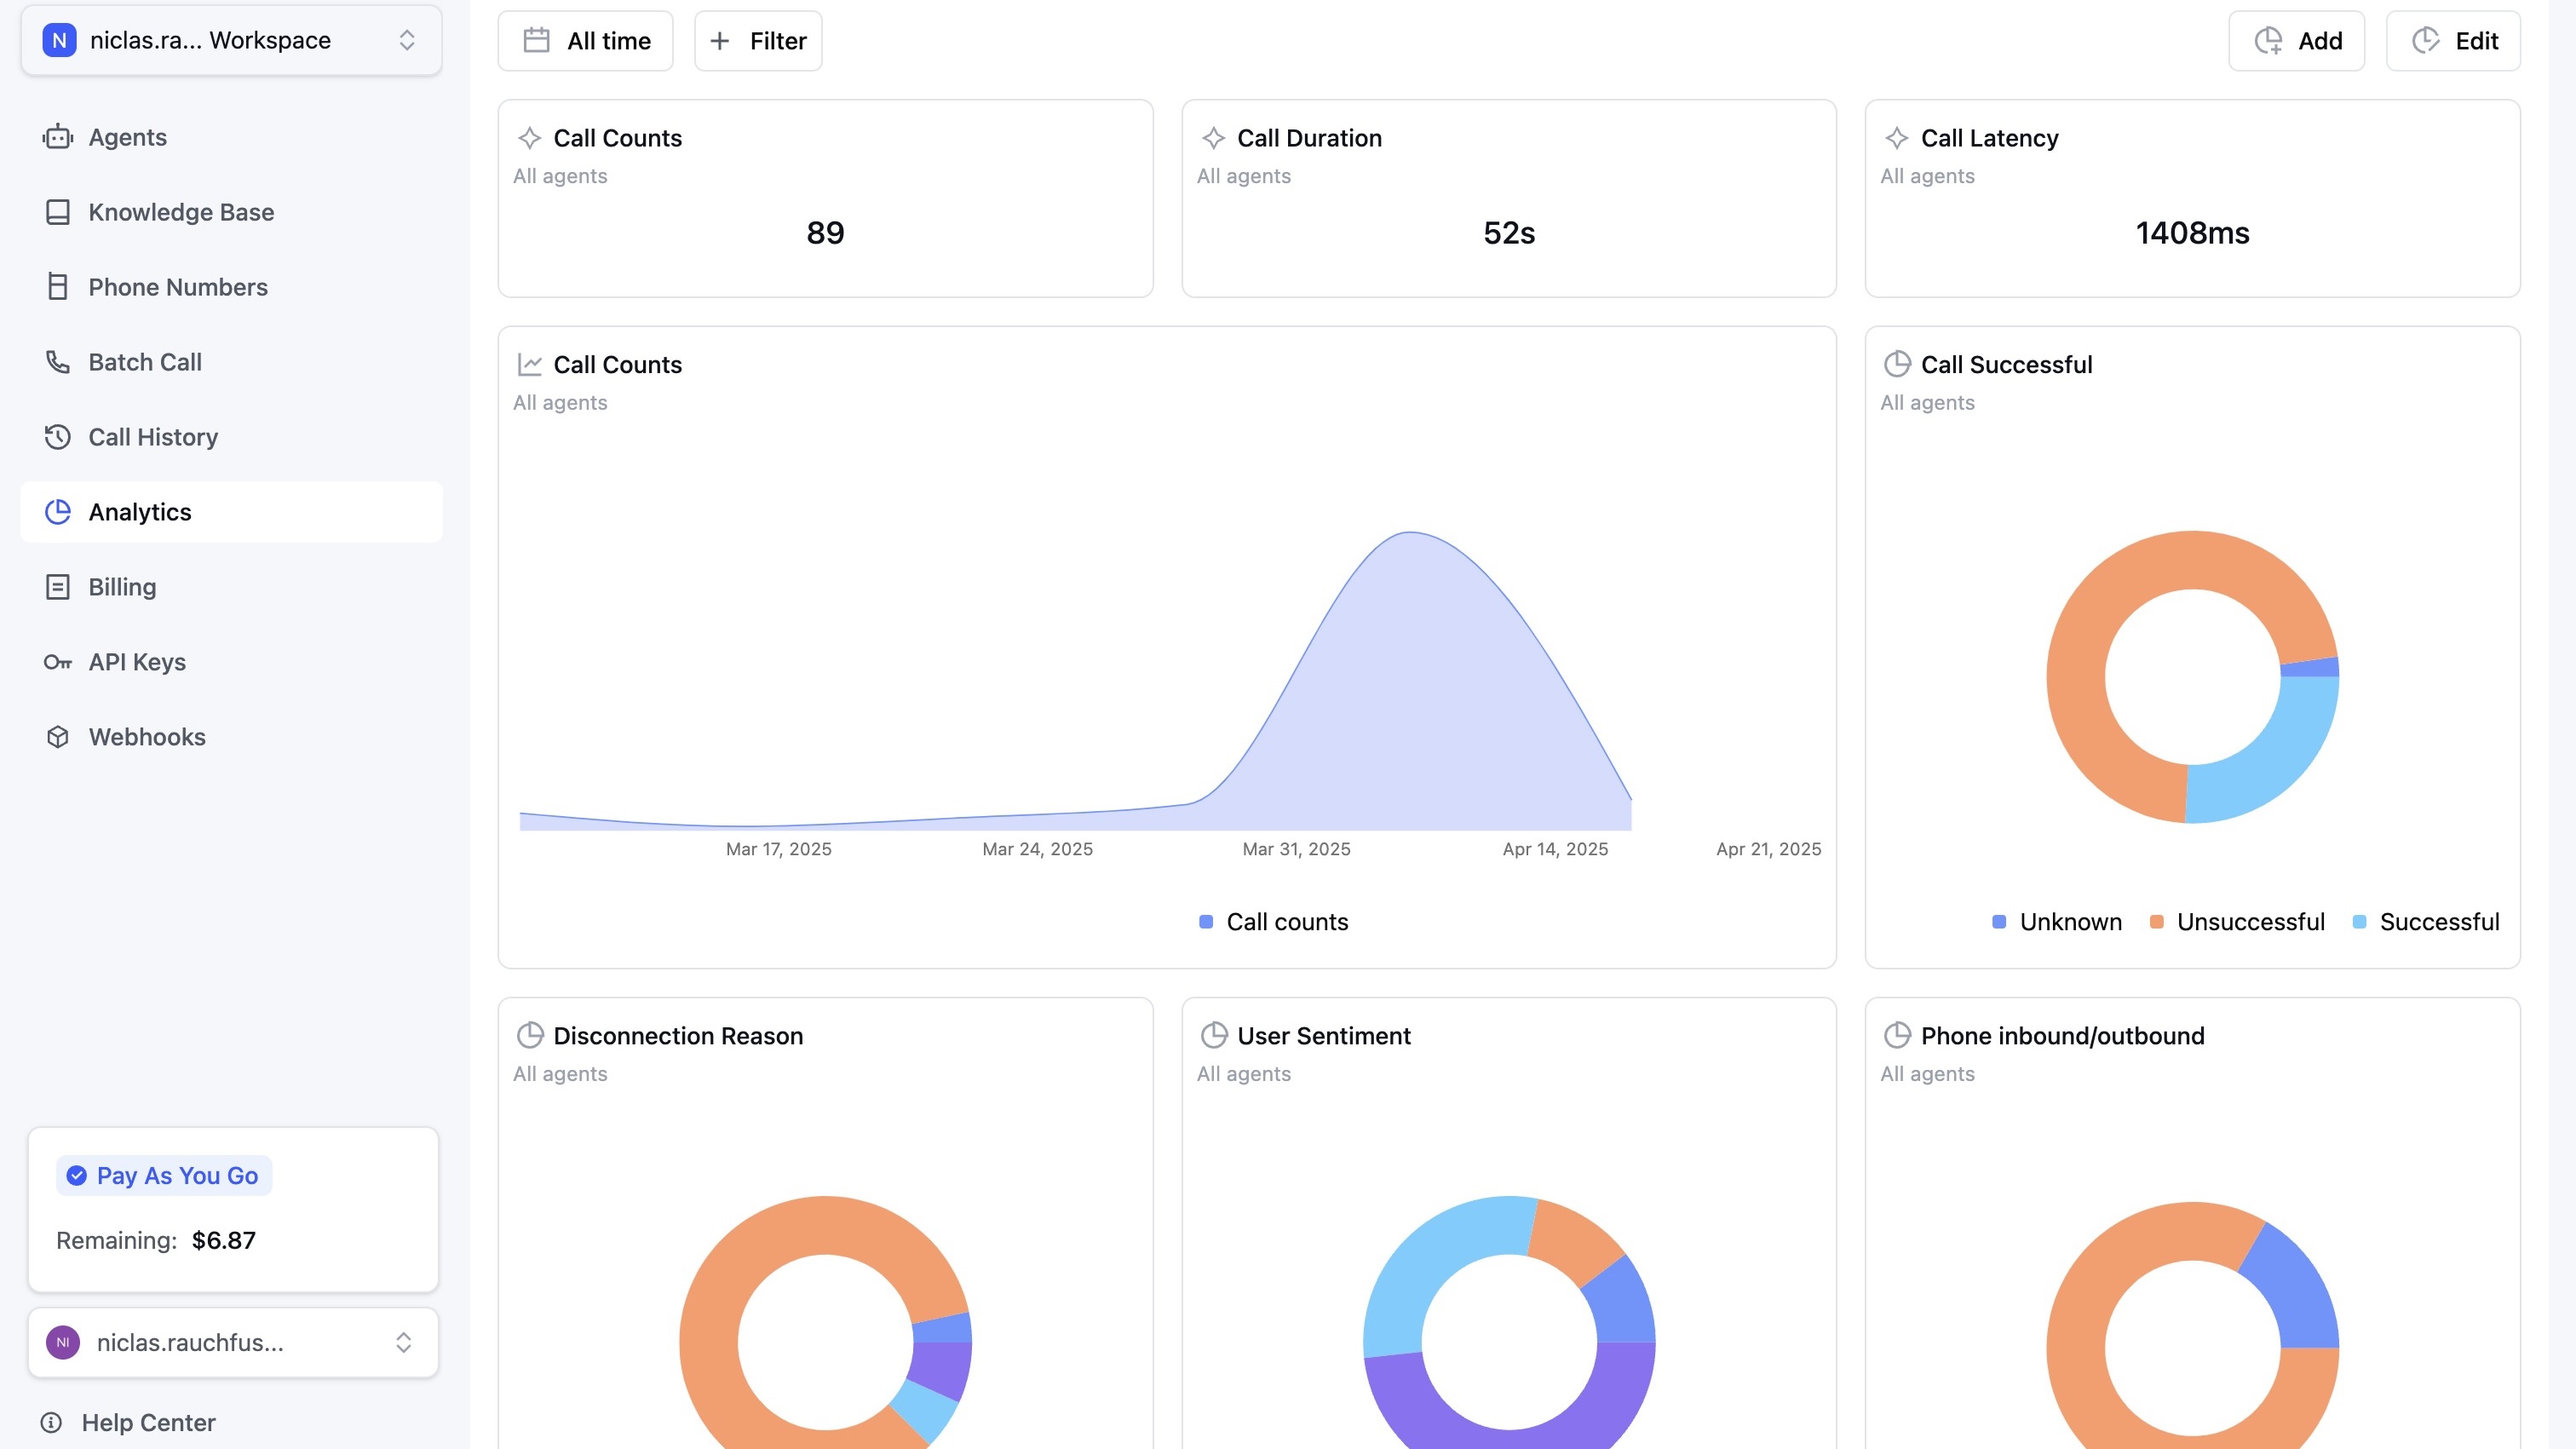 N niclas.ra... Workspace
Agents
Knowledge Base
Phone Numbers
Batch Call
Call History
Analytics
Billing
API Keys
Webhooks
Pay As You Go
Remaining: $6.87
NI niclas.rauchfus...
Help Center
All time
Filter
Add
Edit
Call Counts
All agents
89
Call Duration
All agents
52s
Call Latency
All agents
1408ms
Call Counts
All agents
Mar 17, 2025 Mar 24, 2025 Mar 31, 2025 Apr 14, 2025 Apr 21, 2025
Call counts
Call Successful
All agents
Unknown Unsuccessful Successful
Disconnection Reason
All agents
User Sentiment
All agents
Phone inbound/outbound
All agents